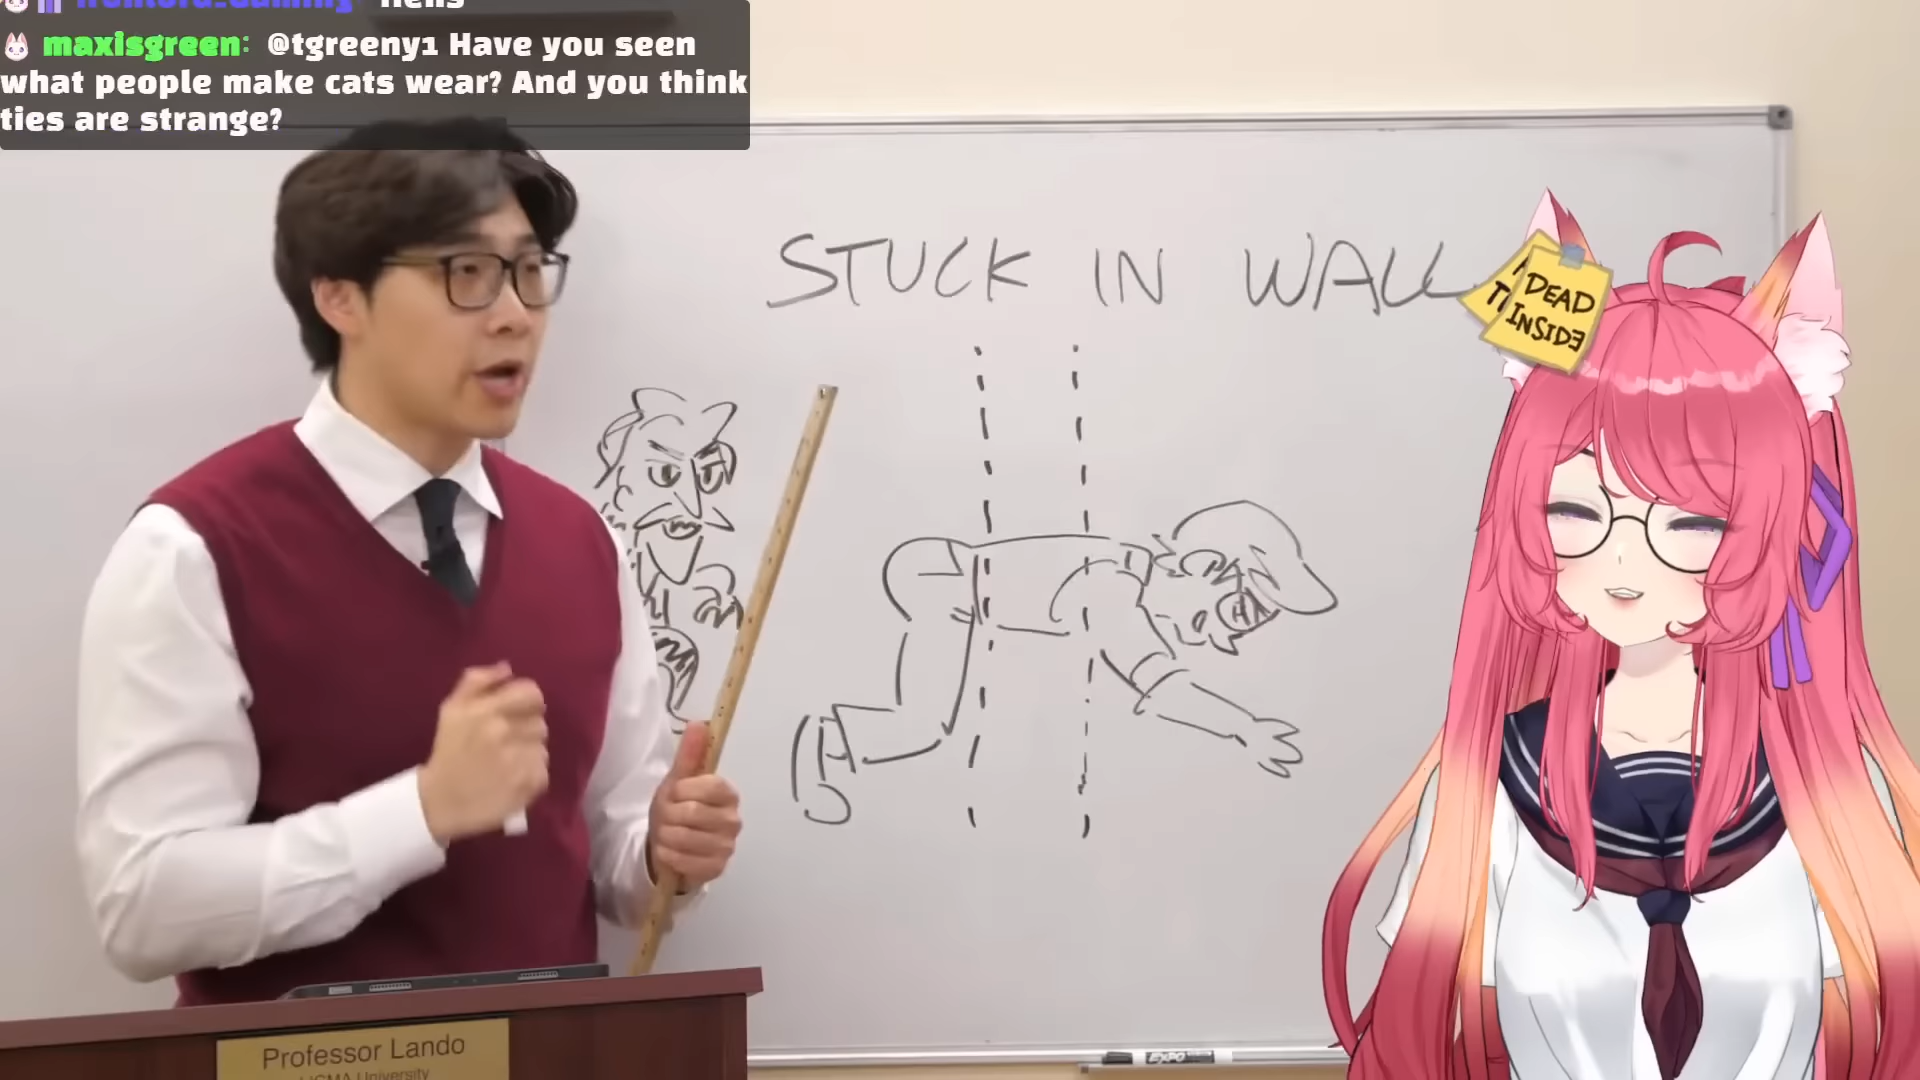 maxisgreen: @tgreeny1 Have you seen
what people make cats wear? And you think
ties are strange?
STUCK IN WALL
DEAD
INSIDE
Professor Lando
University
EXPO